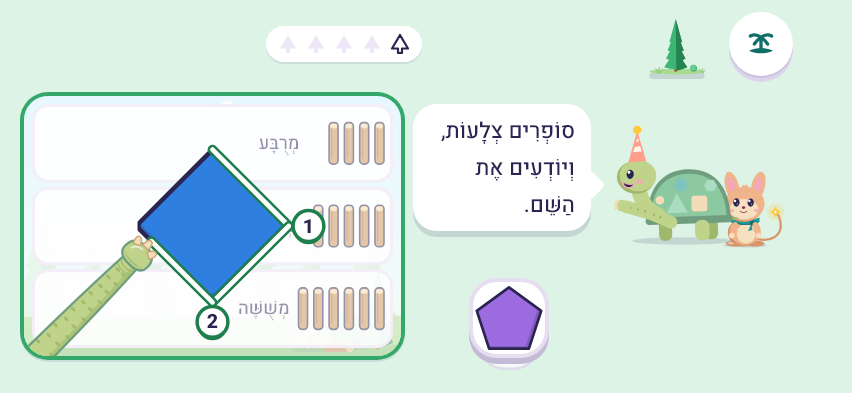 סוֹפְרִים צְלָעוֹת,
וְיוֹדְעִים אֶת
הַשֵּׁם.
מְרֻבָּע
1
מְשֻׁשֶּׁה
2